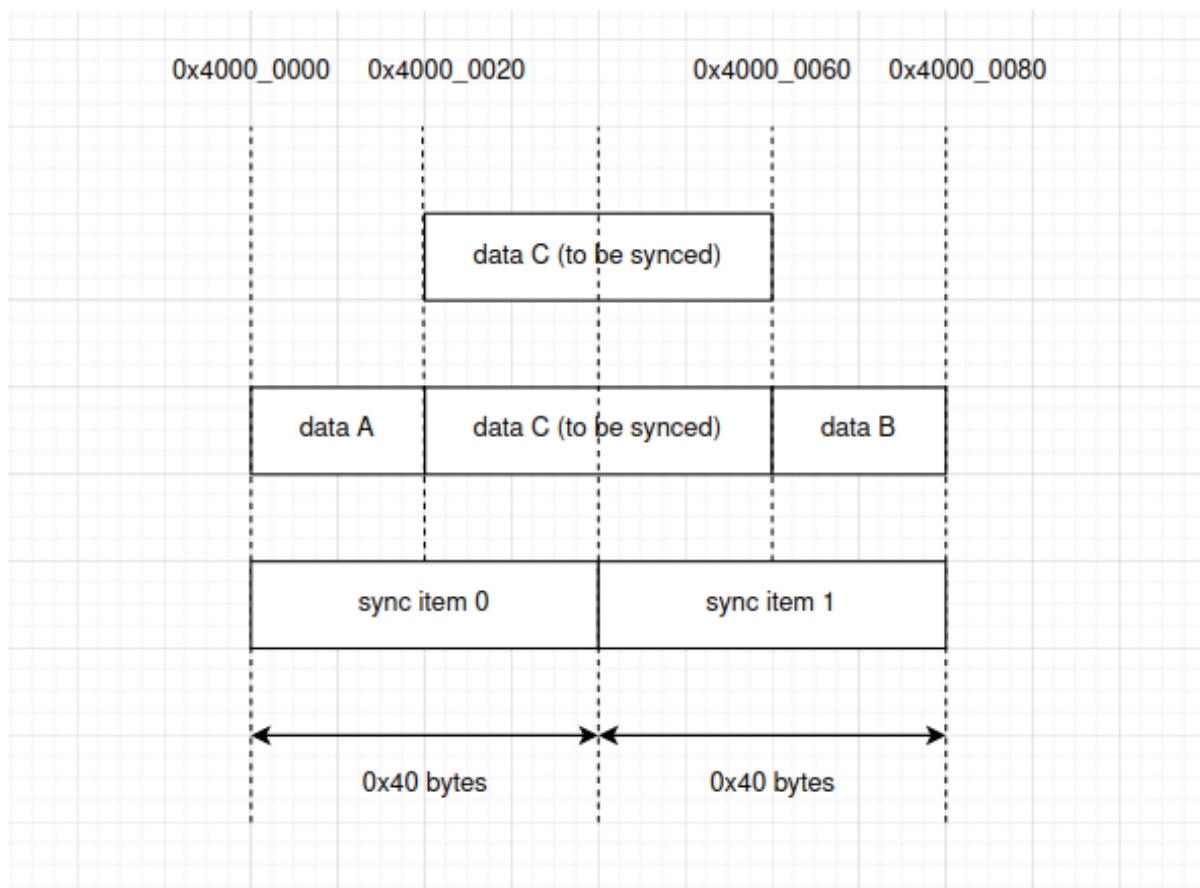 0x4000_0000 0x4000_0020 0x4000_0060 0x4000_0080
data C (to be synced)
data A data C (to be synced) data B
sync item 0 sync item 1
0x40 bytes 0x40 bytes